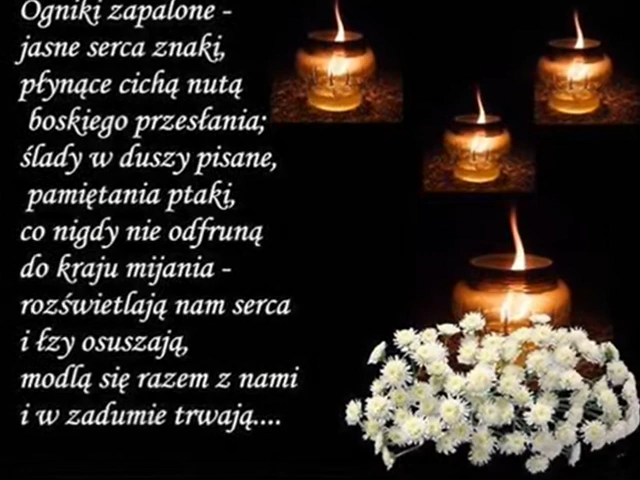 Ogniki zapalone -
jasne serca znaki,
płynące cichą nutą
boskiego przesłania;
ślady w duszy pisane,
pamiętania ptaki,
co nigdy nie odfruną
do kraju mijania -
rozświetlają nam serca
i łzy osuszają,
modlą się razem z nami
i w zadumie trwają....